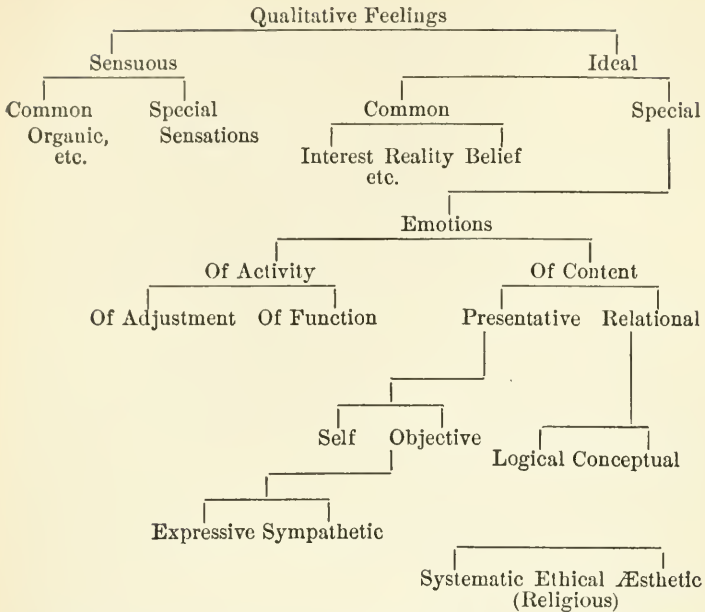 Qualitative Feelings
Sensuous Ideal
Common Special Common Special
Organic, Sensations
etc. Interest Reality Belief
etc.
Emotions
Of Activity Of Content
Of Adjustment Of Function Presentative Relational
Self Objective
Logical Conceptual
Expressive Sympathetic
Systematic Ethical Æsthetic
(Religious)